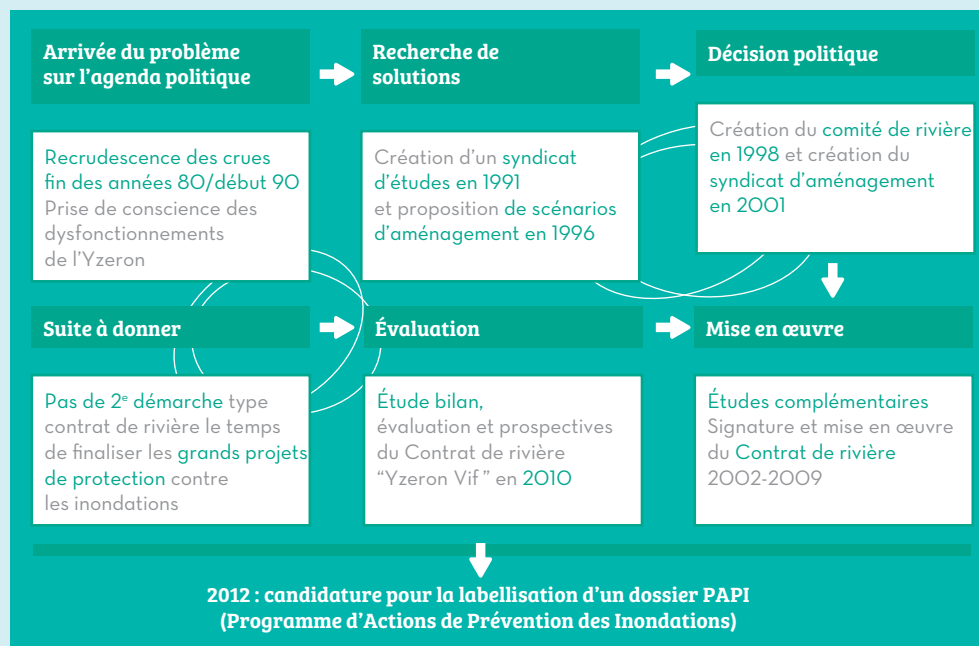 Arrivée du problème
sur l'agenda politique
Recrudescence des crues
fin des années 80/début 90
Prise de conscience des
dysfonctionnements
de l'Yzeron
Recherche de
solutions
Création d'un syndicat
d'études en 1991
et proposition de scénarios
d'aménagement en 1996
Décision politique
Création du comité de rivière
en 1998 et création du
syndicat d'aménagement
en 2001
Suite à donner
Pas de 2e démarche type
contrat de rivière le temps
de finaliser les grands projets
de protection contre
les inondations
Évaluation
Étude bilan,
évaluation et prospectives
du Contrat de rivière
"Yzeron Vif" en 2010
Mise en œuvre
Études complémentaires
Signature et mise en œuvre
du Contrat de rivière
2002-2009
2012 : candidature pour la labellisation d'un dossier PAPI
(Programme d'Actions de Prévention des Inondations)